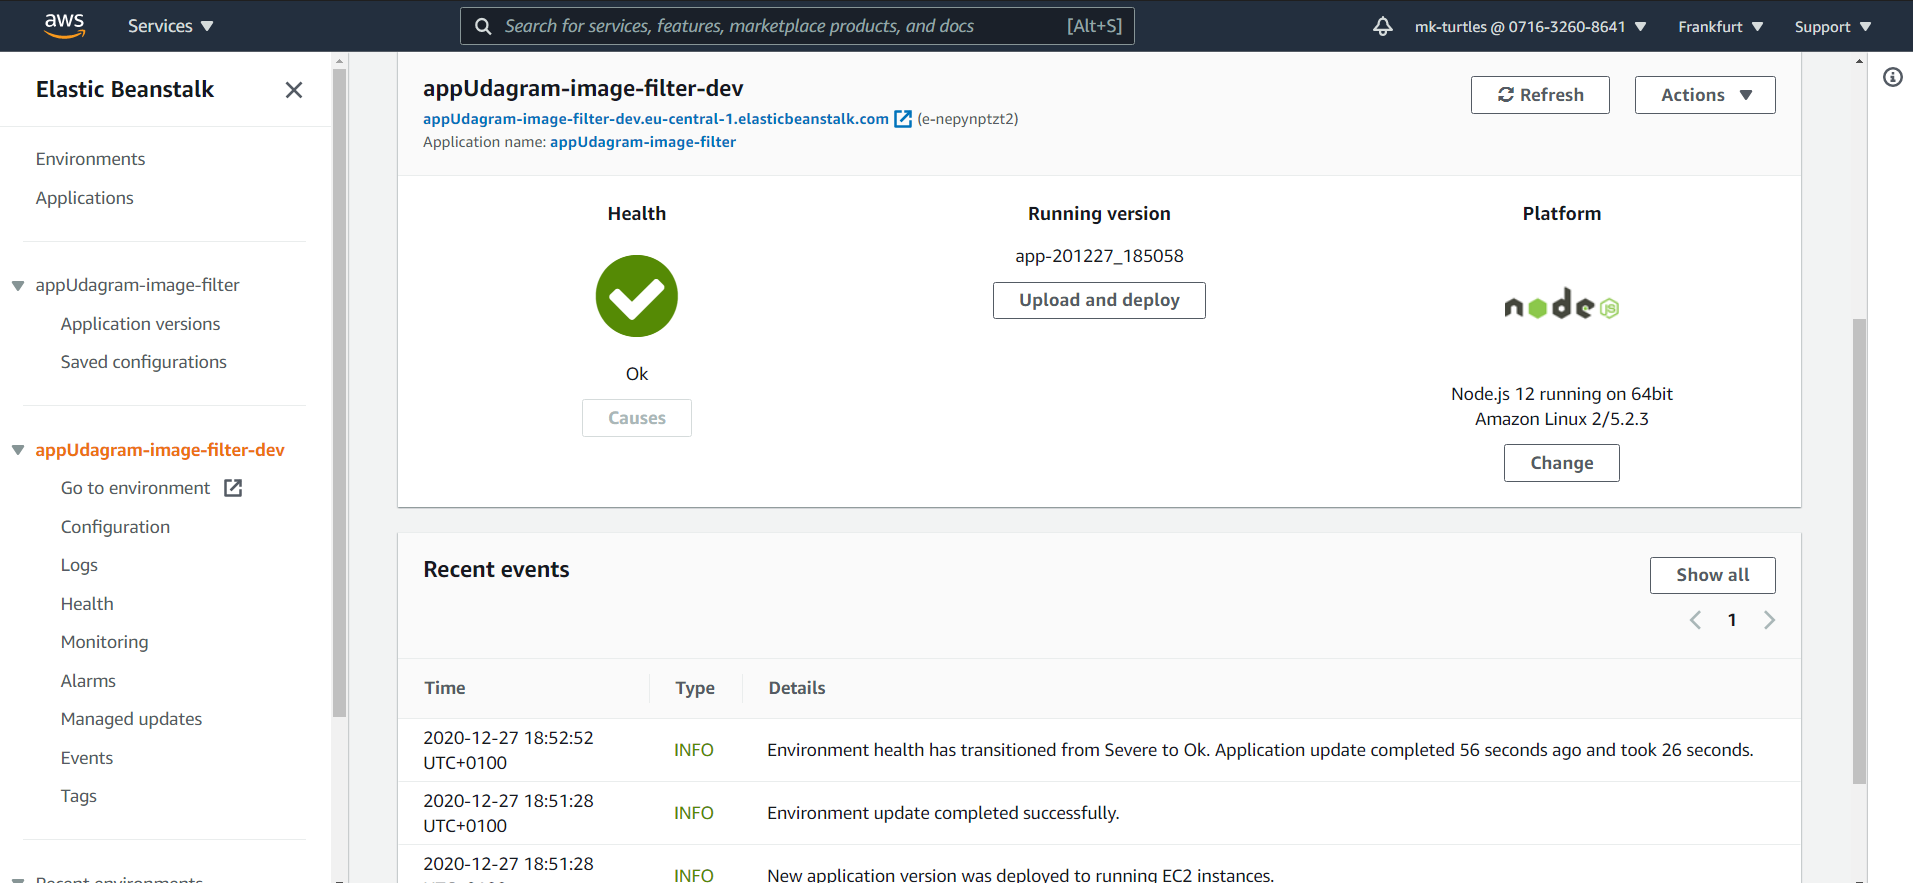 aws
Services
Search for services, features, marketplace products, and docs
[Alt+S]
mk-turtles @ 0716-3260-8641
Frankfurt
Support
Elastic Beanstalk
Environments
Applications
appUdagram-image-filter
Application versions
Saved configurations
appUdagram-image-filter-dev
Go to environment
Configuration
Logs
Health
Monitoring
Alarms
Managed updates
Events
Tags
Recent environments
appUdagram-image-filter-dev
appUdagram-image-filter-dev.eu-central-1.elasticbeanstalk.com (e-nepynptzt2)
Application name: appUdagram-image-filter
Refresh
Actions
Health
Ok
Causes
Running version
app-201227_185058
Upload and deploy
Platform
node JS
Node.js 12 running on 64bit
Amazon Linux 2/5.2.3
Change
Recent events
Show all
1
Time Type Details
2020-12-27 18:52:52
UTC+0100
INFO
Environment health has transitioned from Severe to Ok. Application update completed 56 seconds ago and took 26 seconds.
2020-12-27 18:51:28
UTC+0100
INFO
Environment update completed successfully.
2020-12-27 18:51:28
UTC+0100
INFO
New application version was deployed to running EC2 instances.